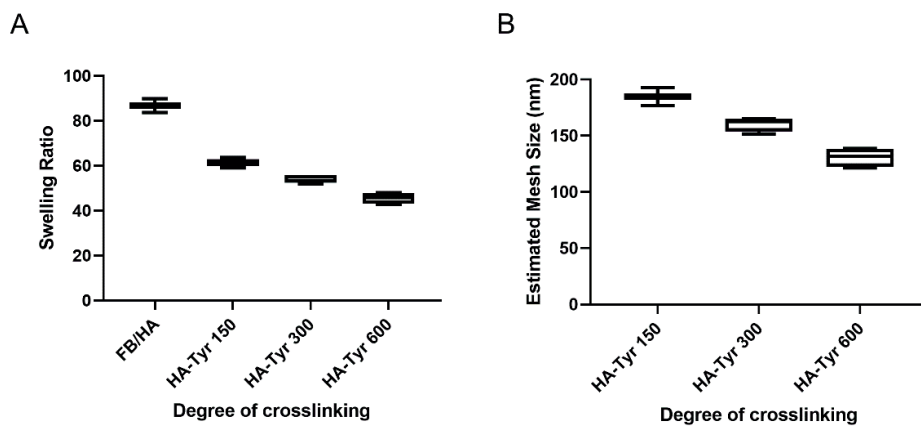 A
Swelling Ratio
100
80
60
40
20
0
FB/HA
HA-Tyr 150
HA-Tyr 300
HA-Tyr 600
Degree of crosslinking
B
Estimated Mesh Size (nm)
200
150
100
50
0
HA-Tyr 150
HA-Tyr 300
HA-Tyr 600
Degree of crosslinking